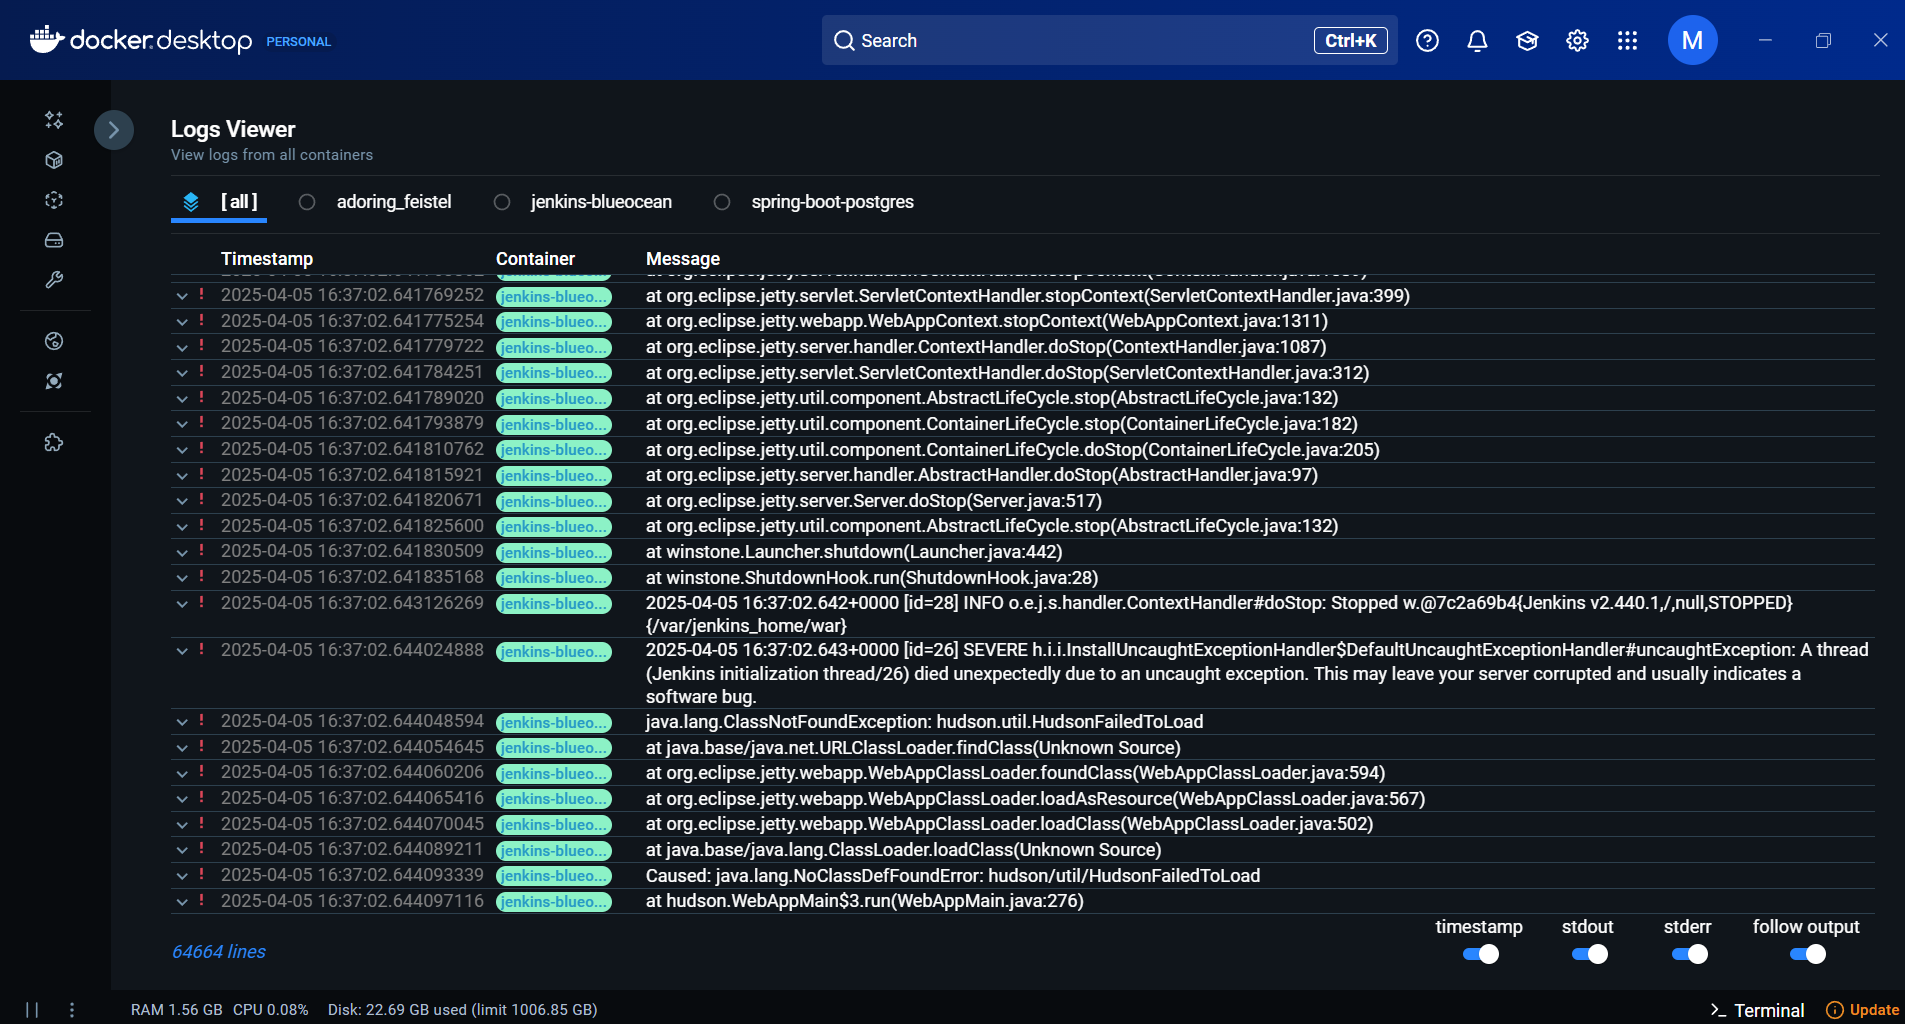 docker.desktop PERSONAL
Search Ctrl+K
M
Logs Viewer
View logs from all containers
[ all ] adoring_feistel jenkins-blueocean spring-boot-postgres
Timestamp Container Message
2025-04-05 16:37:02.641769252 jenkins-blueo... at org.eclipse.jetty.servlet.ServletContextHandler.stopContext(ServletContextHandler.java:399)
2025-04-05 16:37:02.641775254 jenkins-blueo... at org.eclipse.jetty.webapp.WebAppContext.stopContext(WebAppContext.java:1311)
2025-04-05 16:37:02.641779722 jenkins-blueo... at org.eclipse.jetty.server.handler.ContextHandler.doStop(ContextHandler.java:1087)
2025-04-05 16:37:02.641784251 jenkins-blueo... at org.eclipse.jetty.servlet.ServletContextHandler.doStop(ServletContextHandler.java:312)
2025-04-05 16:37:02.641789020 jenkins-blueo... at org.eclipse.jetty.util.component.AbstractLifeCycle.stop(AbstractLifeCycle.java:132)
2025-04-05 16:37:02.641793879 jenkins-blueo... at org.eclipse.jetty.util.component.ContainerLifeCycle.stop(ContainerLifeCycle.java:182)
2025-04-05 16:37:02.641810762 jenkins-blueo... at org.eclipse.jetty.util.component.ContainerLifeCycle.doStop(ContainerLifeCycle.java:205)
2025-04-05 16:37:02.641815921 jenkins-blueo... at org.eclipse.jetty.server.handler.AbstractHandler.doStop(AbstractHandler.java:97)
2025-04-05 16:37:02.641820671 jenkins-blueo... at org.eclipse.jetty.server.Server.doStop(Server.java:517)
2025-04-05 16:37:02.641825600 jenkins-blueo... at org.eclipse.jetty.util.component.AbstractLifeCycle.stop(AbstractLifeCycle.java:132)
2025-04-05 16:37:02.641830509 jenkins-blueo... at winstone.Launcher.shutdown(Launcher.java:442)
2025-04-05 16:37:02.641835168 jenkins-blueo... at winstone.ShutdownHook.run(ShutdownHook.java:28)
2025-04-05 16:37:02.643126269 jenkins-blueo... 2025-04-05 16:37:02.642+0000 [id=28] INFO o.e.j.s.handler.ContextHandler#doStop: Stopped w.@7c2a69b4{Jenkins v2.440.1,/,null,STOPPED}
{/var/jenkins_home/war}
2025-04-05 16:37:02.644024888 jenkins-blueo... 2025-04-05 16:37:02.643+0000 [id=26] SEVERE h.i.i.InstallUncaughtExceptionHandler$DefaultUncaughtExceptionHandler#uncaughtException: A thread
(Jenkins initialization thread/26) died unexpectedly due to an uncaught exception. This may leave your server corrupted and usually indicates a
software bug.
2025-04-05 16:37:02.644048594 jenkins-blueo... java.lang.ClassNotFoundException: hudson.util.HudsonFailedToLoad
2025-04-05 16:37:02.644054645 jenkins-blueo... at java.base/java.net.URLClassLoader.findClass(Unknown Source)
2025-04-05 16:37:02.644060206 jenkins-blueo... at org.eclipse.jetty.webapp.WebAppClassLoader.foundClass(WebAppClassLoader.java:594)
2025-04-05 16:37:02.644065416 jenkins-blueo... at org.eclipse.jetty.webapp.WebAppClassLoader.loadAsResource(WebAppClassLoader.java:567)
2025-04-05 16:37:02.644070045 jenkins-blueo... at org.eclipse.jetty.webapp.WebAppClassLoader.loadClass(WebAppClassLoader.java:502)
2025-04-05 16:37:02.644089211 jenkins-blueo... at java.base/java.lang.ClassLoader.loadClass(Unknown Source)
2025-04-05 16:37:02.644093339 jenkins-blueo... Caused: java.lang.NoClassDefFoundError: hudson/util/HudsonFailedToLoad
2025-04-05 16:37:02.644097116 jenkins-blueo... at hudson.WebAppMain$3.run(WebAppMain.java:276)
timestamp stdout stderr follow output
64664 lines
RAM 1.56 GB CPU 0.08% Disk: 22.69 GB used (limit 1006.85 GB) Terminal Update